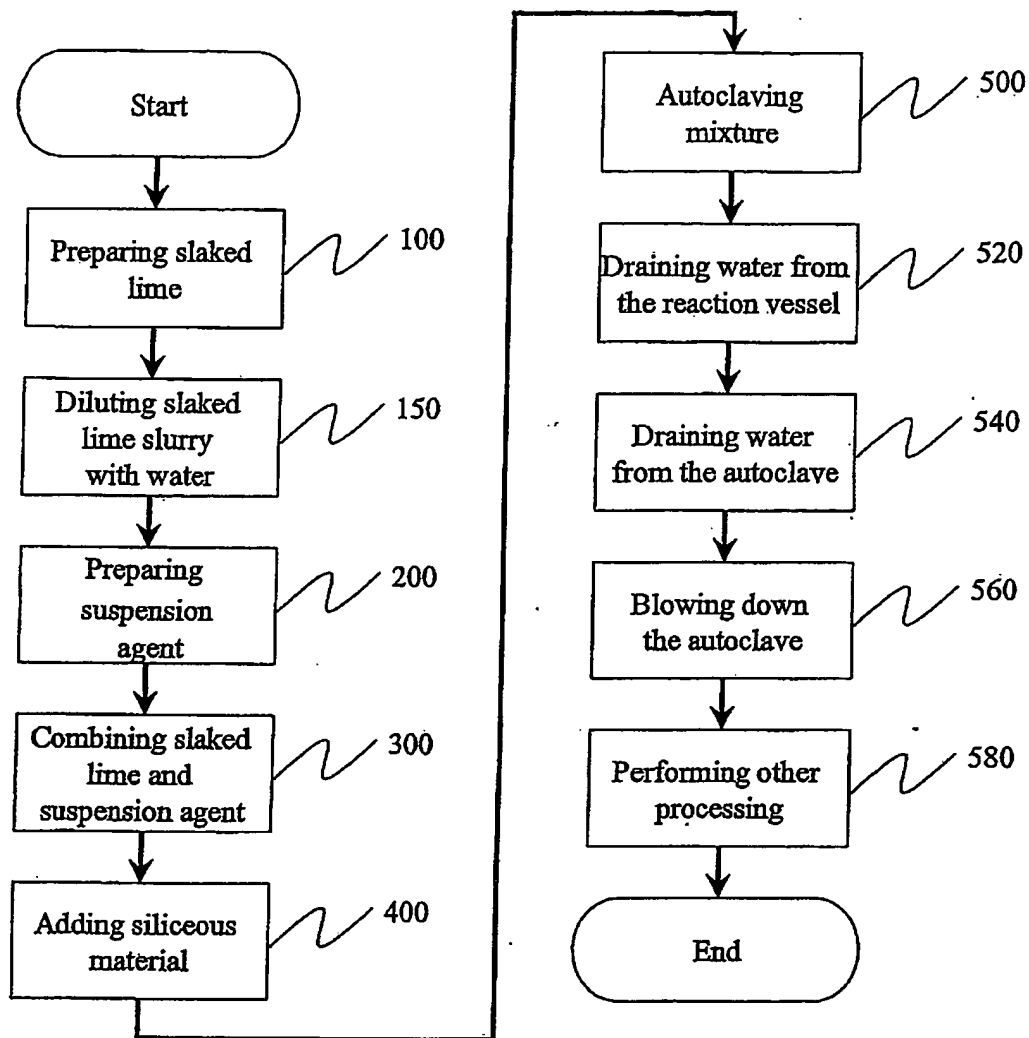 Start
Preparing slaked
lime
100
Diluting slaked
lime slurry
with water
150
Preparing
suspension
agent
200
Combining slaked
lime and
suspension agent
300
Adding siliceous
material
400
Autoclaving
mixture
500
Draining water from
the reaction vessel
520
Draining water
from the autoclave
540
Blowing down
the autoclave
560
Performing other
processing
580
End